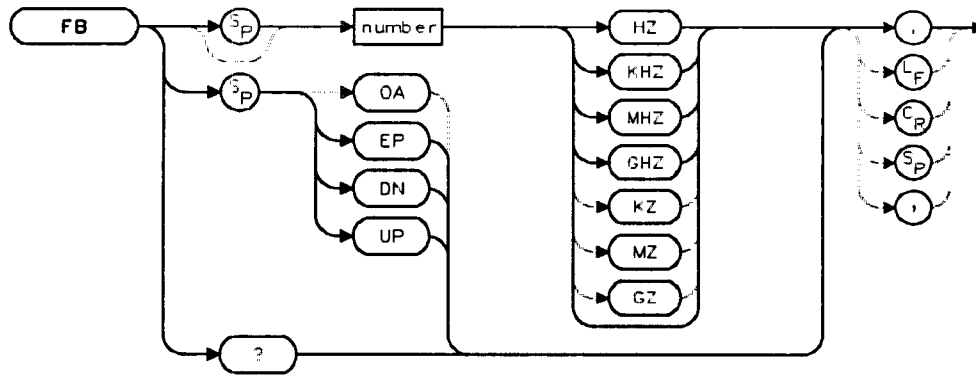 FB
SP
number
HZ
KHZ
MHZ
GHZ
KZ
MZ
GZ
SP
OA
EP
DN
UP
?
;
LF
CR
SP
,